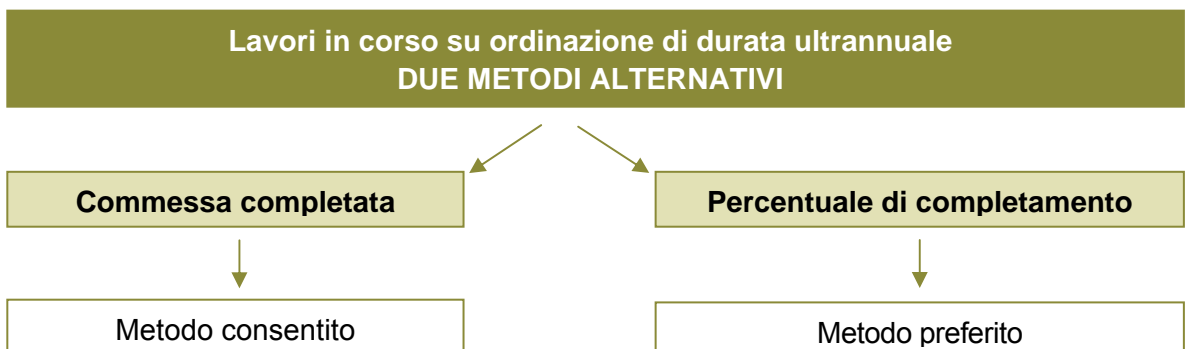 Lavori in corso su ordinazione di durata ultrannuale
DUE METODI ALTERNATIVI
Commessa completata
Percentuale di completamento
Metodo consentito
Metodo preferito